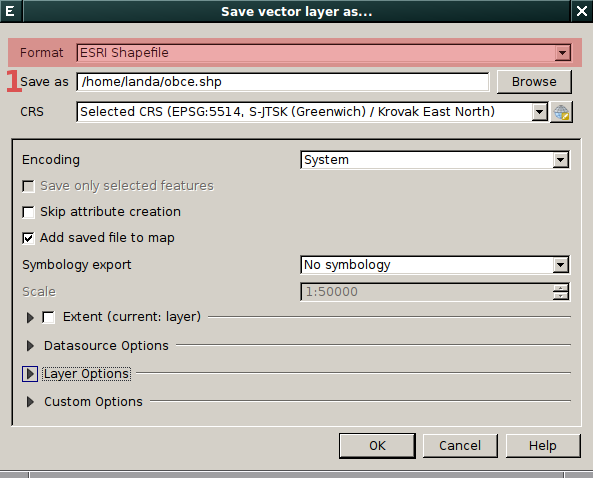 E Save vector layer as...
Format ESRI Shapefile
1 Save as /home/landa/obce.shp Browse
CRS Selected CRS (EPSG:5514, S-JTSK (Greenwich) / Krovak East North)
Encoding System
Save only selected features
Skip attribute creation
Add saved file to map
Symbology export No symbology
Scale 1:50000
Extent (current: layer)
Datasource Options
Layer Options
Custom Options
OK Cancel Help